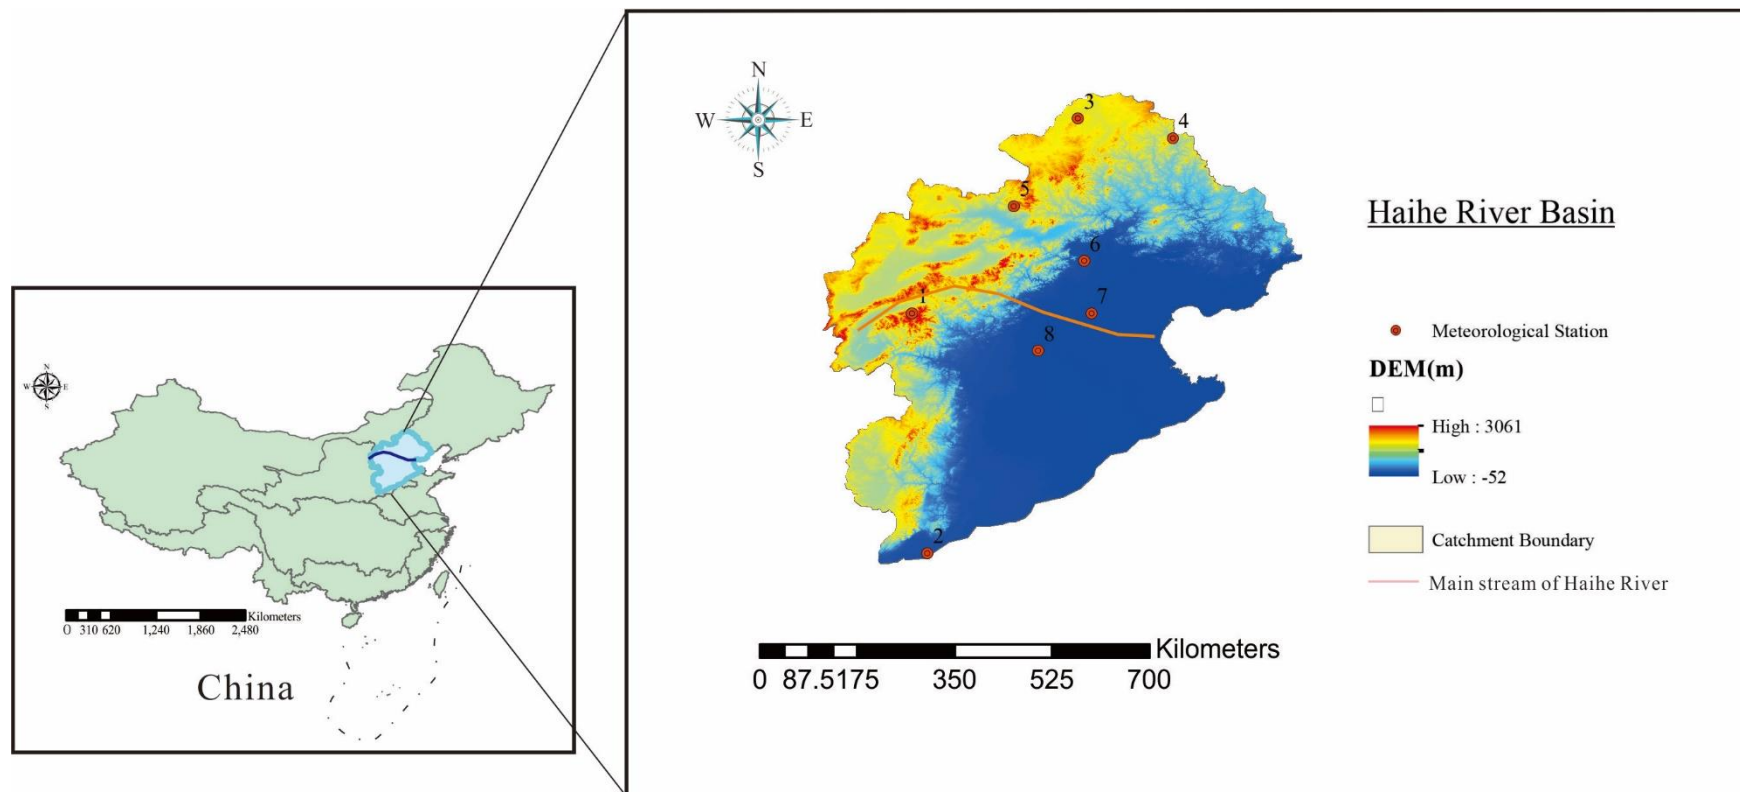 N
W E
S
3
4
5
6
1
7
8
2
Haihe River Basin
Meteorological Station
DEM(m)
High : 3061
Low : -52
Catchment Boundary
Main stream of Haihe River
Kilometers
0 87.5175 350 525 700
N
W E
S
Kilometers
0 310 620 1,240 1,860 2,480
China